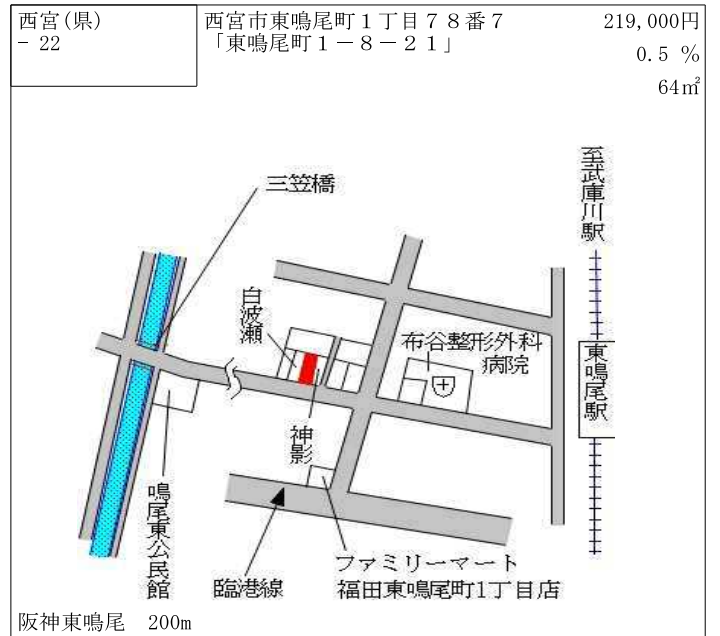 西宮(県)
- 22
西宮市東鳴尾町1丁目78番7
「東鳴尾町1-8-21」
219,000円
0.5 %
64㎡
至武庫川駅
三笠橋
白波瀬
布谷整形外科
病院
東鳴尾駅
神影
鳴尾東公民館
臨港線
ファミリーマート
福田東鳴尾町1丁目店
阪神東鳴尾 200m